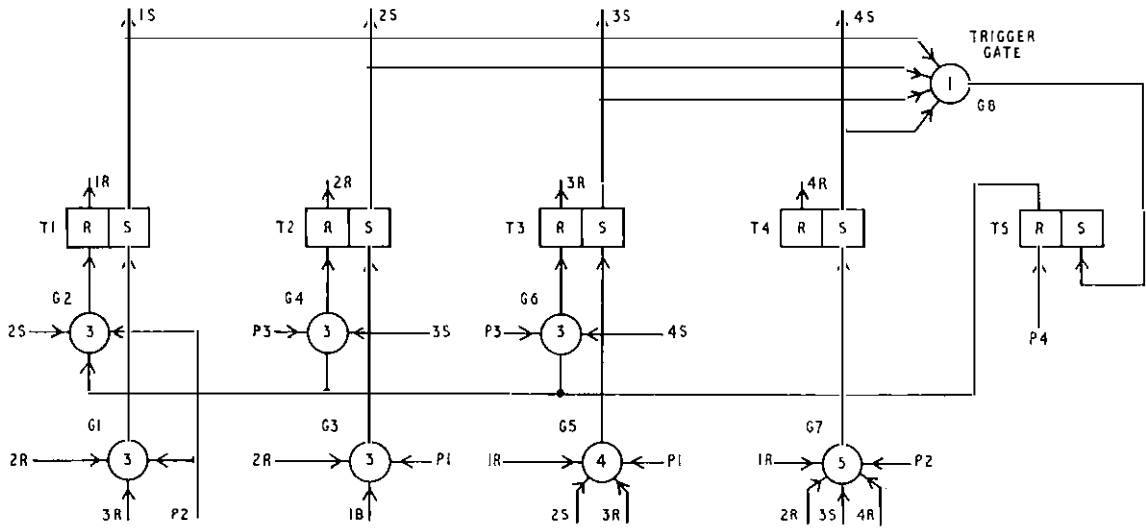 1S 2S 3S 4S
TRIGGER
GATE
1
G8
1R 2R 3R 4R
T1 R S T2 R S T3 R S T4 R S T5 R S
G2 G4 G6
2S 3 P3 3 3S P3 3 4S
P4
G1 G3 G5 G7
2R 3 2R 3 P1 1R 4 P1 1R 5 P2
3R P2 1B 2S 3R 2R 3S 4R